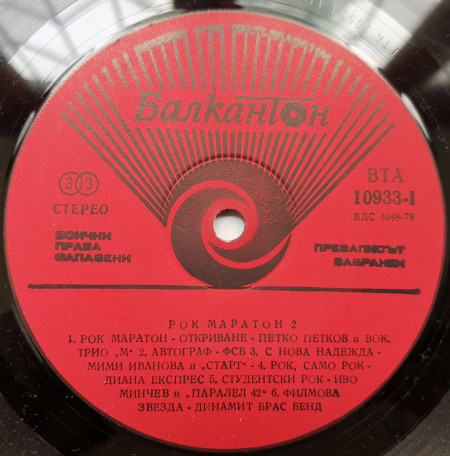 Балкантон
33
СТЕРЕО
ВТА
10933-I
БДС 4048-79
ВСИЧКИ
ПРАВА
ЗАПАЗЕНИ
ПРЕЗАПИСЪТ
ЗАБРАНЕН
РОК МАРАТОН 2
1. РОК МАРАТОН - ОТКРИВАНЕ - ПЕТКО ПЕТКОВ и ВОК.
ТРИО „М“ 2. АВТОГРАФ - ФСБ 3. С НОВА НАДЕЖДА -
МИМИ ИВАНОВА и „СТАРТ“ - 4. РОК, САМО РОК -
ДИАНА ЕКСПРЕС 5. СТУДЕНТСКИ РОК - ИВО
МИНЧЕВ и „ПАРАЛЕЛ 42“ 6. ФИЛМОВА
ЗВЕЗДА - ДИНАМИТ БРАС БЕНД